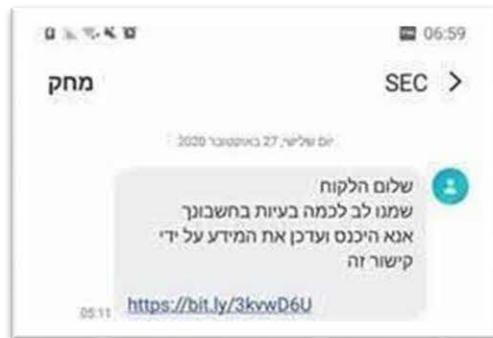 06:59
SEC
מחק
יום שלישי, 27 באוקטובר 2020
שלום הלקוח
שמנו לב לכמה בעיות בחשבונך
אנא היכנס ועדכן את המידע על ידי
קישור זה
https://bit.ly/3kvwD6U
05:11